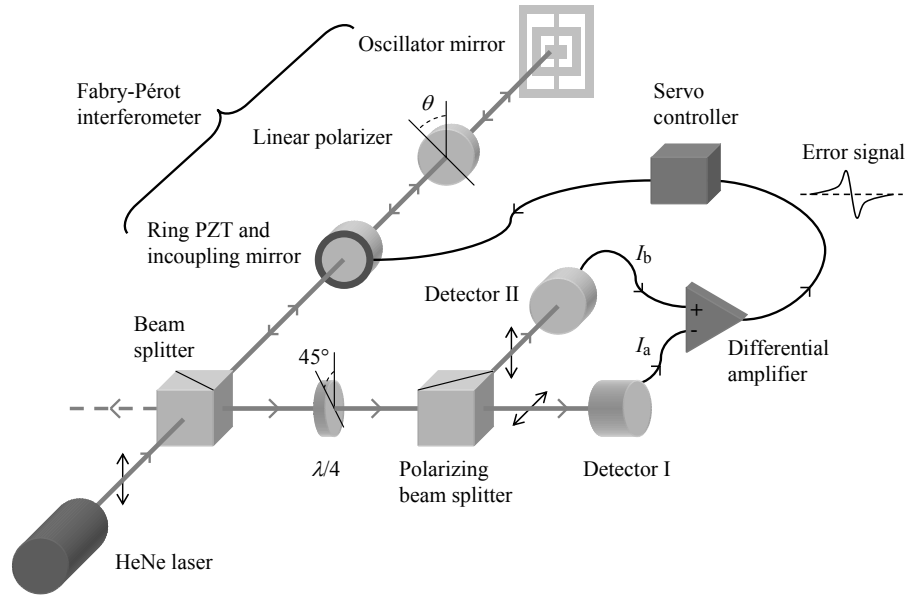 Oscillator mirror
Fabry-Pérot
interferometer
θ
Linear polarizer
Servo
controller
Error signal
Ring PZT and
incoupling mirror
Detector II
I_b
+
-
I_a
Differential
amplifier
Beam
splitter
45°
λ/4
Polarizing
beam splitter
Detector I
HeNe laser